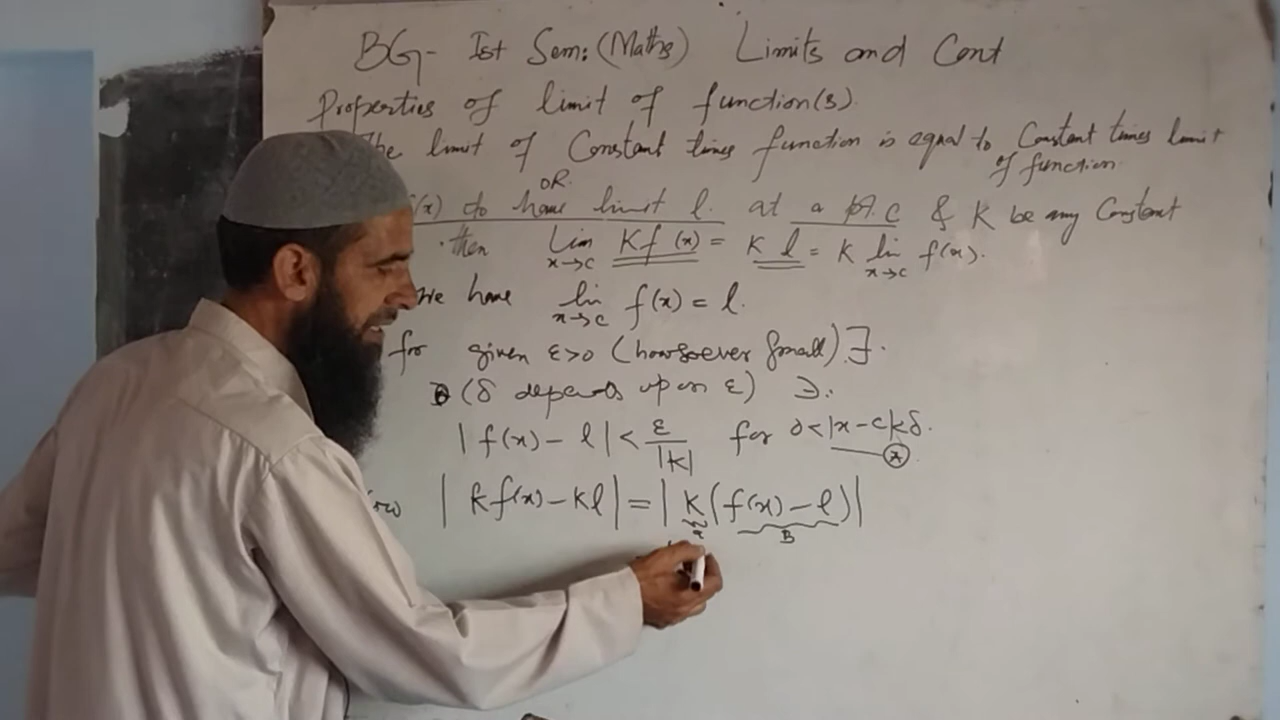 BG- Ist Sem: (Maths) Limits and Cont
Properties of limit of function(s).
The limit of Constant times function is equal to Constant times limit
of function
OR.
f(x) do have limit l. at a pt. c & K be any Constant
then Lim x→c Kf(x) = K l = K lim x→c f(x).
We have lim x→c f(x) = l.
for given ε>0 (howsoever small) ∃.
(δ depends upon ε) ∋.
|f(x) - l| < ε/|K| for 0<|x-c|<δ. A
| kf(x) - kl | = | K (f(x) - l) |
B